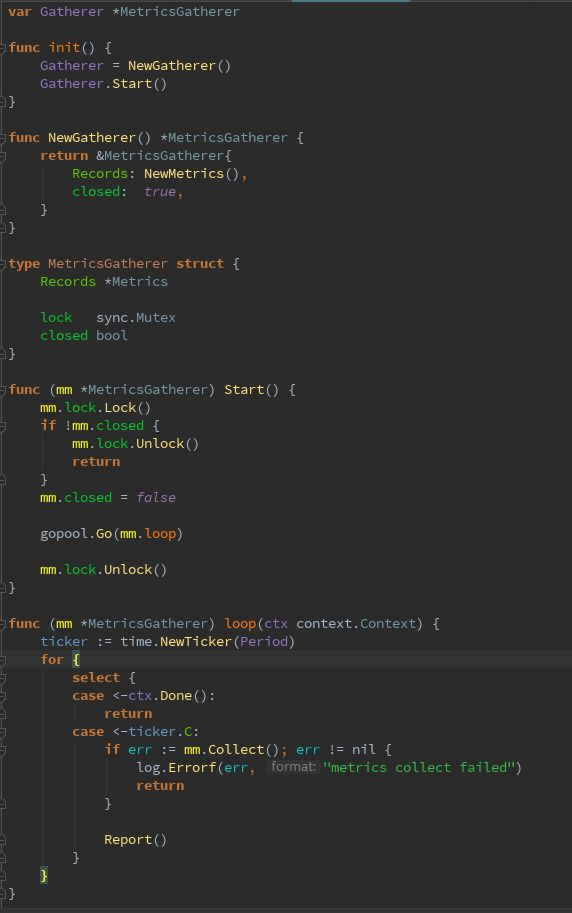 var Gatherer *MetricsGatherer
func init() {
    Gatherer = NewGatherer()
    Gatherer.Start()
}
func NewGatherer() *MetricsGatherer {
    return &MetricsGatherer{
        Records: NewMetrics(),
        closed:  true,
    }
}
type MetricsGatherer struct {
    Records *Metrics
    lock   sync.Mutex
    closed bool
}
func (mm *MetricsGatherer) Start() {
    mm.lock.Lock()
    if !mm.closed {
        mm.lock.Unlock()
        return
    }
    mm.closed = false
    gopool.Go(mm.loop)
    mm.lock.Unlock()
}
func (mm *MetricsGatherer) loop(ctx context.Context) {
    ticker := time.NewTicker(Period)
    for {
        select {
        case <-ctx.Done():
            return
        case <-ticker.C:
            if err := mm.Collect(); err != nil {
                log.Errorf(err, format: "metrics collect failed")
                return
            }
            Report()
        }
    }
}